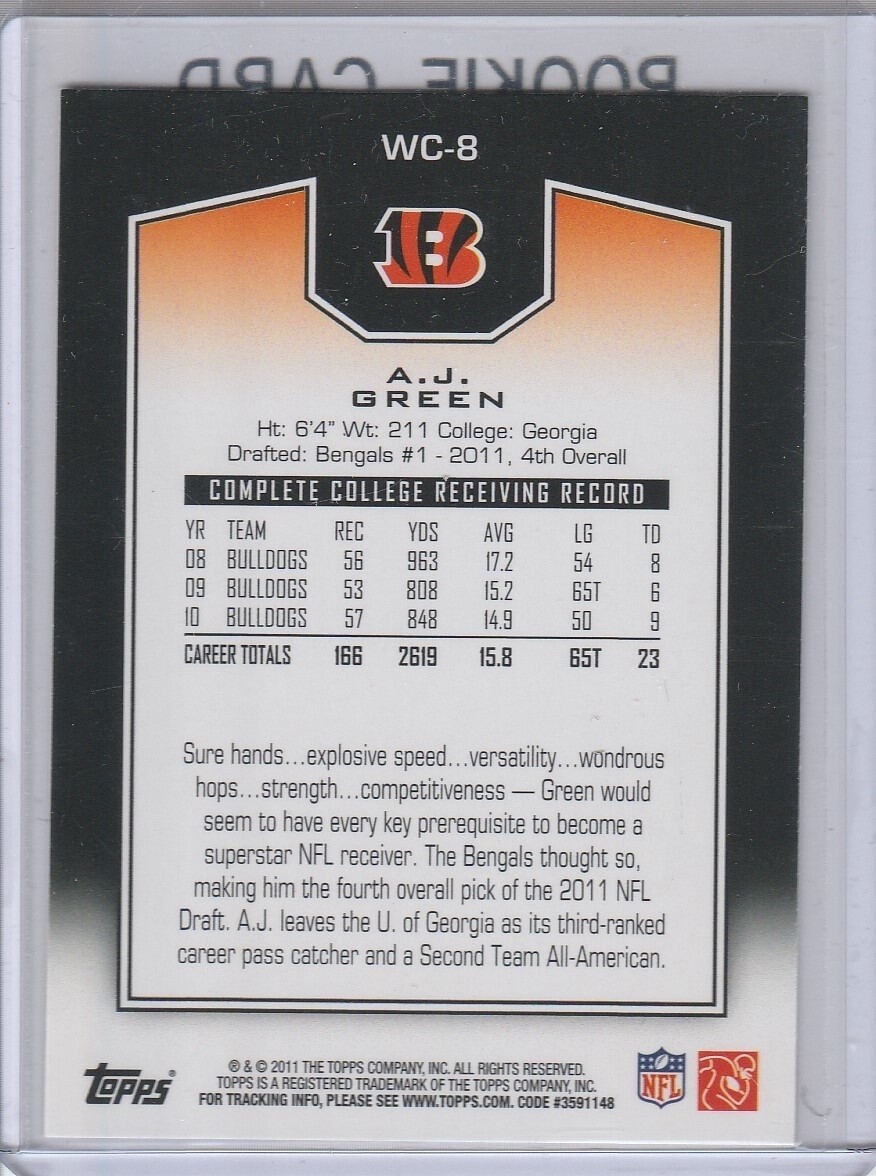 ROOKIE CARD
WC-8
B
A.J.
GREEN
Ht: 6'4" Wt: 211 College: Georgia
Drafted: Bengals #1 - 2011, 4th Overall
COMPLETE COLLEGE RECEIVING RECORD
YR TEAM REC YDS AVG LG TD
08 BULLDOGS 56 963 17.2 54 8
09 BULLDOGS 53 808 15.2 65T 6
10 BULLDOGS 57 848 14.9 50 9
CAREER TOTALS 166 2619 15.8 65T 23
Sure hands...explosive speed...versatility...wondrous
hops...strength...competitiveness — Green would
seem to have every key prerequisite to become a
superstar NFL receiver. The Bengals thought so,
making him the fourth overall pick of the 2011 NFL
Draft. A.J. leaves the U. of Georgia as its third-ranked
career pass catcher and a Second Team All-American.
Topps®
® & © 2011 THE TOPPS COMPANY, INC. ALL RIGHTS RESERVED.
TOPPS IS A REGISTERED TRADEMARK OF THE TOPPS COMPANY, INC.
FOR TRACKING INFO, PLEASE SEE WWW.TOPPS.COM. CODE #3591148
NFL